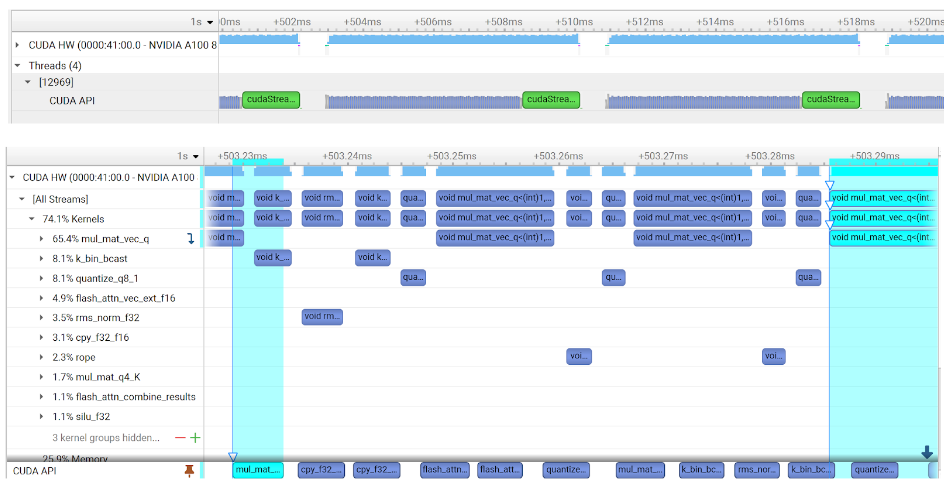 1s +502ms +504ms +506ms +508ms +510ms +512ms +514ms +516ms +518ms +520ms
CUDA HW (0000:41:00.0 - NVIDIA A100 8
Threads (4)
[12969]
CUDA API cudaStrea... cudaStrea... cudaStrea...
1s +503.23ms +503.24ms +503.25ms +503.26ms +503.27ms +503.28ms +503.29ms
CUDA HW (0000:41:00.0 - NVIDIA A100
[All Streams] void m... void k_... void rm... void k_... qua... void mul_mat_vec_q<(int)1,... voi... qu... void mul_mat_vec_q<(int)1,... voi... qua... void mul_mat_vec_q<(int...
74.1% Kernels void m... void k_... void rm... void k_... qua... void mul_mat_vec_q<(int)1,... voi... qu... void mul_mat_vec_q<(int)1,... voi... qua... void mul_mat_vec_q<(int...
65.4% mul_mat_vec_q void m... void mul_mat_vec_q<(int)1,... void mul_mat_vec_q<(int)1,... void mul_mat_vec_q<(int...
8.1% k_bin_bcast void k_... void k_...
8.1% quantize_q8_1 qua... qua... qua...
4.9% flash_attn_vec_ext_f16
3.5% rms_norm_f32 void rm...
3.1% cpy_f32_f16
2.3% rope voi... voi...
1.7% mul_mat_q4_K
1.1% flash_attn_combine_results
1.1% silu_f32
3 kernel groups hidden...
25.9% Memory
CUDA API mul_mat_... cpy_f32_... cpy_f32_... flash_attn... flash_att... quantize... mul_mat_... k_bin_bc... rms_nor... k_bin_bc... quantize...